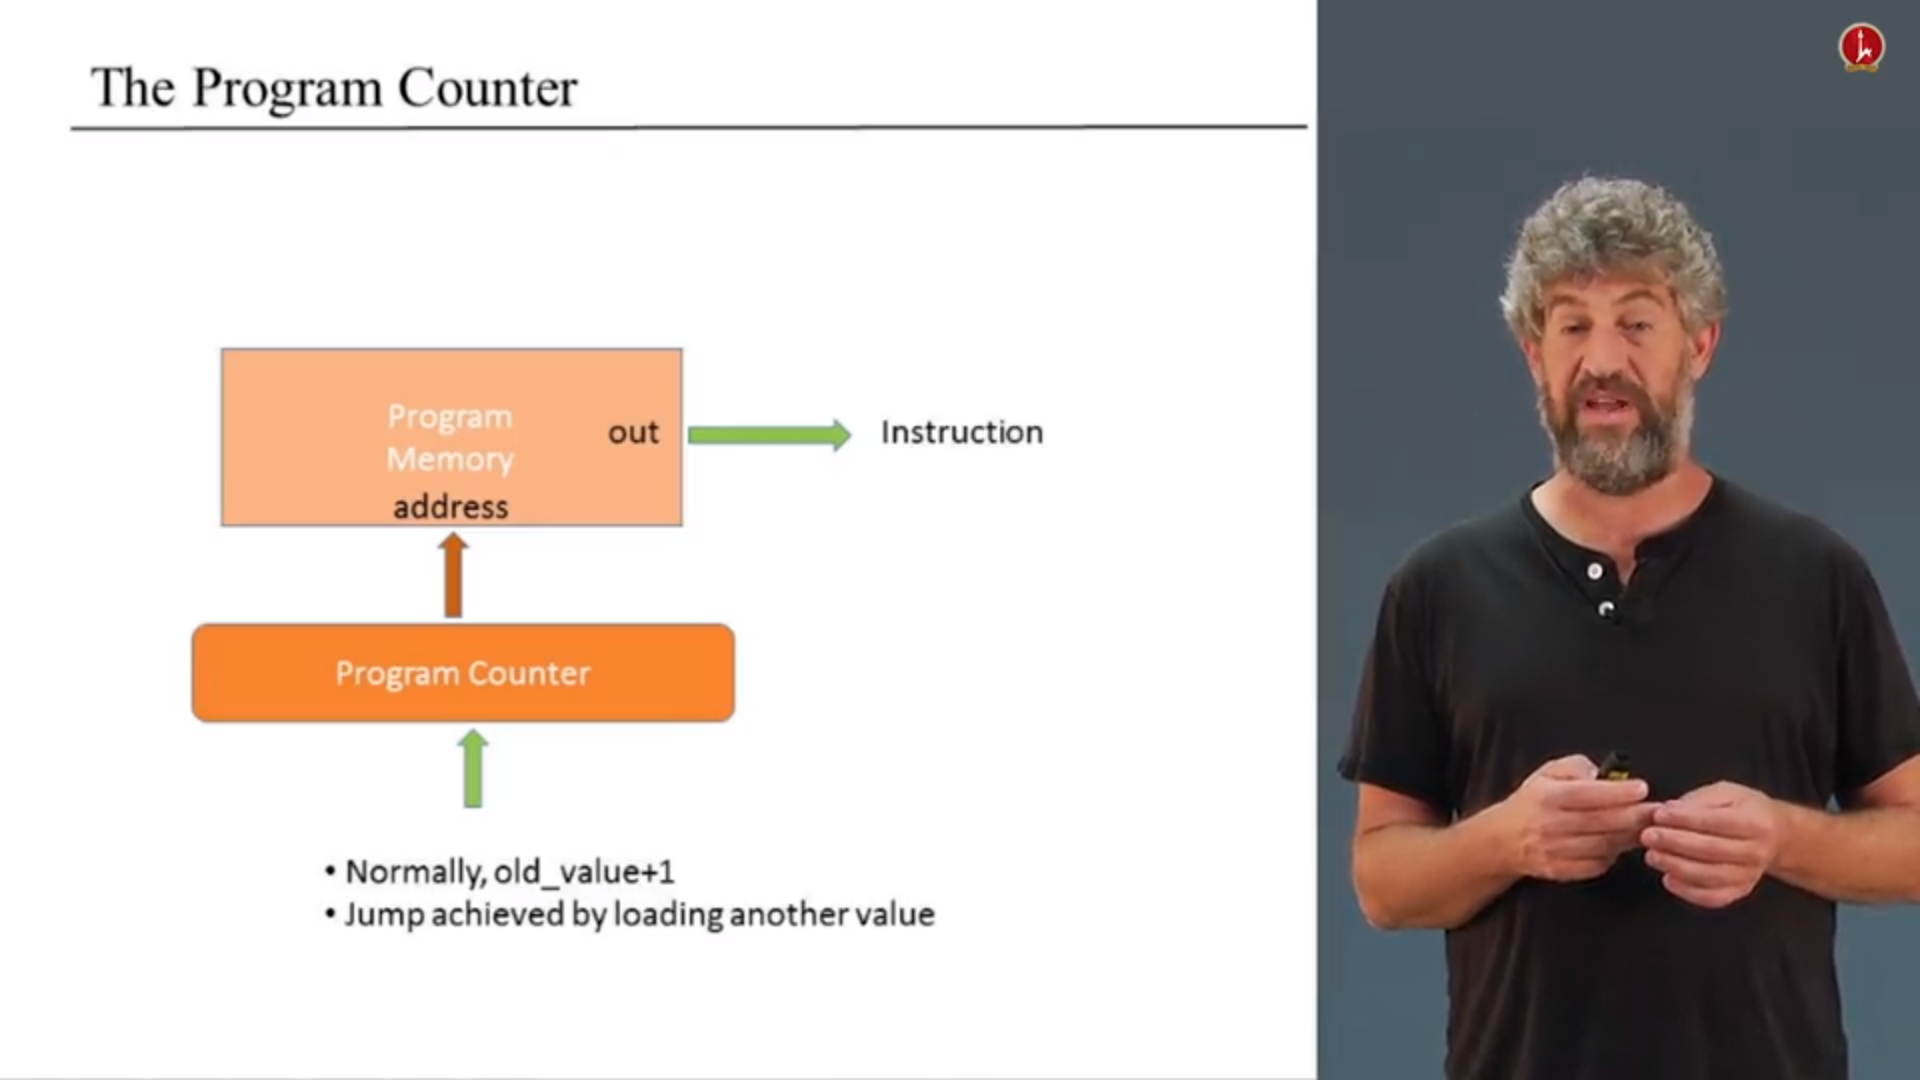 The Program Counter
Program
Memory
out
Instruction
address
Program Counter
• Normally, old_value+1
• Jump achieved by loading another value